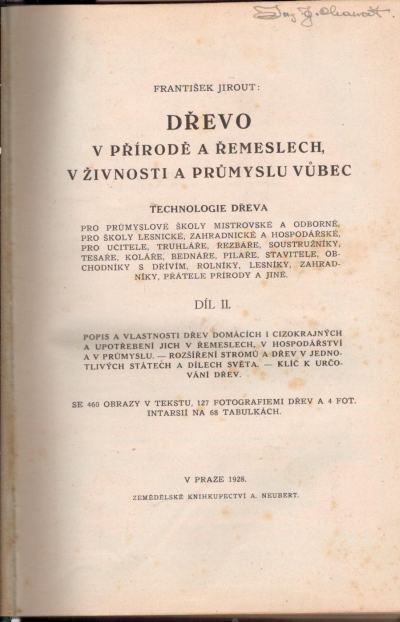 FRANTIŠEK JIROUT:
DŘEVO
V PŘÍRODĚ A ŘEMESLECH,
V ŽIVNOSTI A PRŮMYSLU VŮBEC
TECHNOLOGIE DŘEVA
PRO PRŮMYSLOVÉ ŠKOLY MISTROVSKÉ A ODBORNÉ,
PRO ŠKOLY LESNICKÉ, ZAHRADNICKÉ A HOSPODÁŘSKÉ,
PRO UČITELE, TRUHLÁŘE, ŘEZBÁŘE, SOUSTRUŽNÍKY,
TESAŘE, KOLÁŘE, BEDNÁŘE, PILAŘE, STAVITELE, OB-
CHODNÍKY S DŘÍVÍM, ROLNÍKY, LESNÍKY, ZAHRAD-
NÍKY, PŘÁTELE PŘÍRODY A JINÉ.
DÍL II.
POPIS A VLASTNOSTI DŘEV DOMÁCÍCH I CIZOKRAJNÝCH
A UPOTŘEBENÍ JICH V ŘEMESLECH, V HOSPODÁŘSTVÍ
A V PRŮMYSLU. — ROZŠÍŘENÍ STROMŮ A DŘEV V JEDNO-
TLIVÝCH STÁTECH A DÍLECH SVĚTA. — KLÍČ K URČO-
VÁNÍ DŘEV.
SE 460 OBRAZY V TEXTU, 127 FOTOGRAFIEMI DŘEV A 4 FOT.
INTARSIÍ NA 68 TABULKÁCH.
V PRAZE 1928.
ZEMĚDĚLSKÉ KNIHKUPECTVÍ A. NEUBERT.